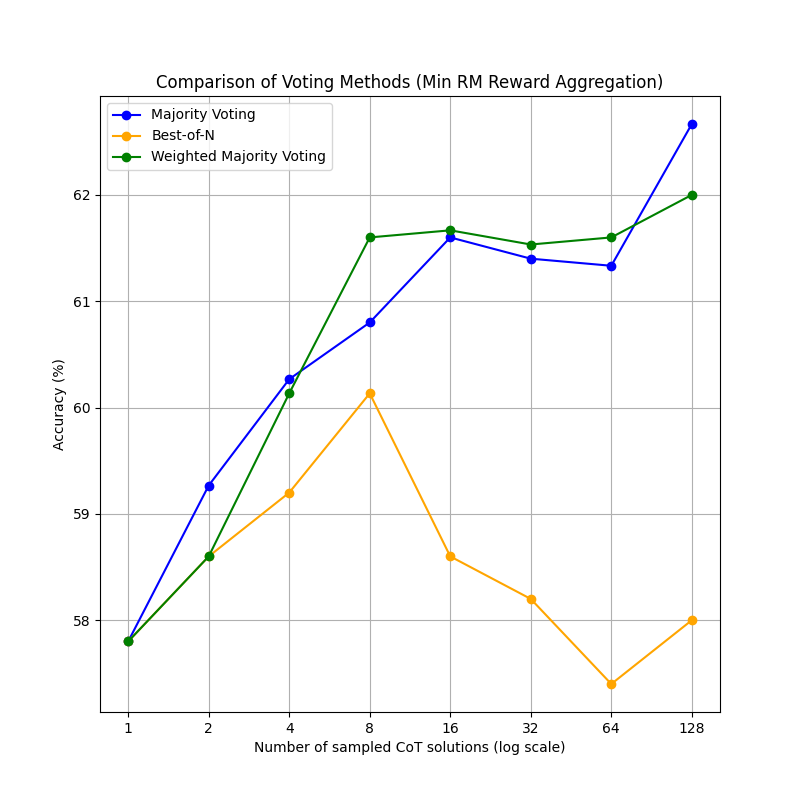 Comparison of Voting Methods (Min RM Reward Aggregation)
Majority Voting
Best-of-N
Weighted Majority Voting
62
61
60
59
58
Accuracy (%)
1 2 4 8 16 32 64 128
Number of sampled CoT solutions (log scale)